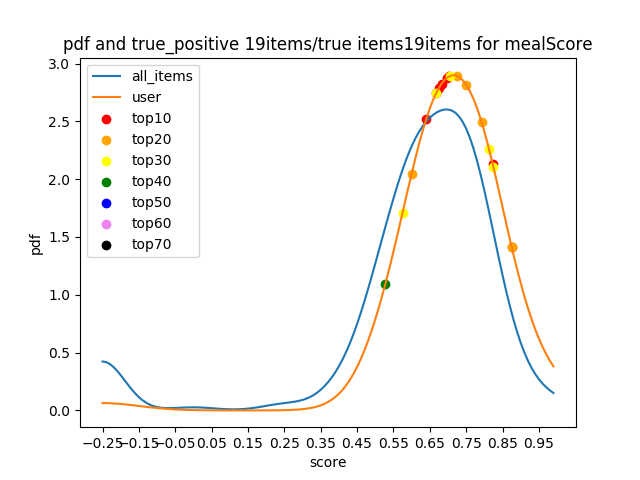 pdf and true_positive 19items/true items19items for mealScore
all_items
user
top10
top20
top30
top40
top50
top60
top70
pdf
3.0
2.5
2.0
1.5
1.0
0.5
0.0
−0.25 −0.15 −0.05 0.05 0.15 0.25 0.35 0.45 0.55 0.65 0.75 0.85 0.95
score